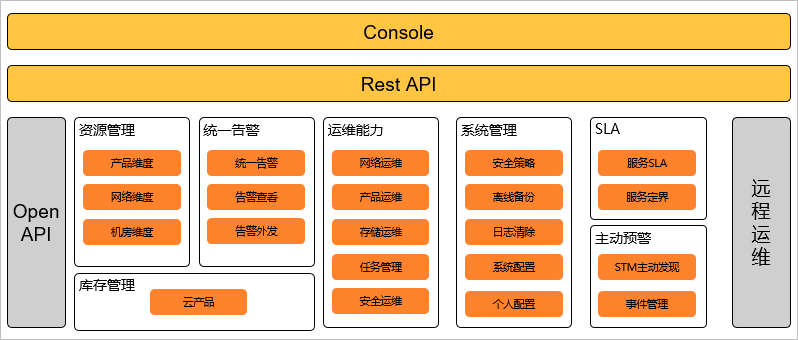 Console
Rest API
Open
API
资源管理
产品维度
网络维度
机房维度
统一告警
统一告警
告警查看
告警外发
库存管理
云产品
运维能力
网络运维
产品运维
存储运维
任务管理
安全运维
系统管理
安全策略
离线备份
日志清除
系统配置
个人配置
SLA
服务SLA
服务定界
主动预警
STM主动发现
事件管理
远
程
运
维